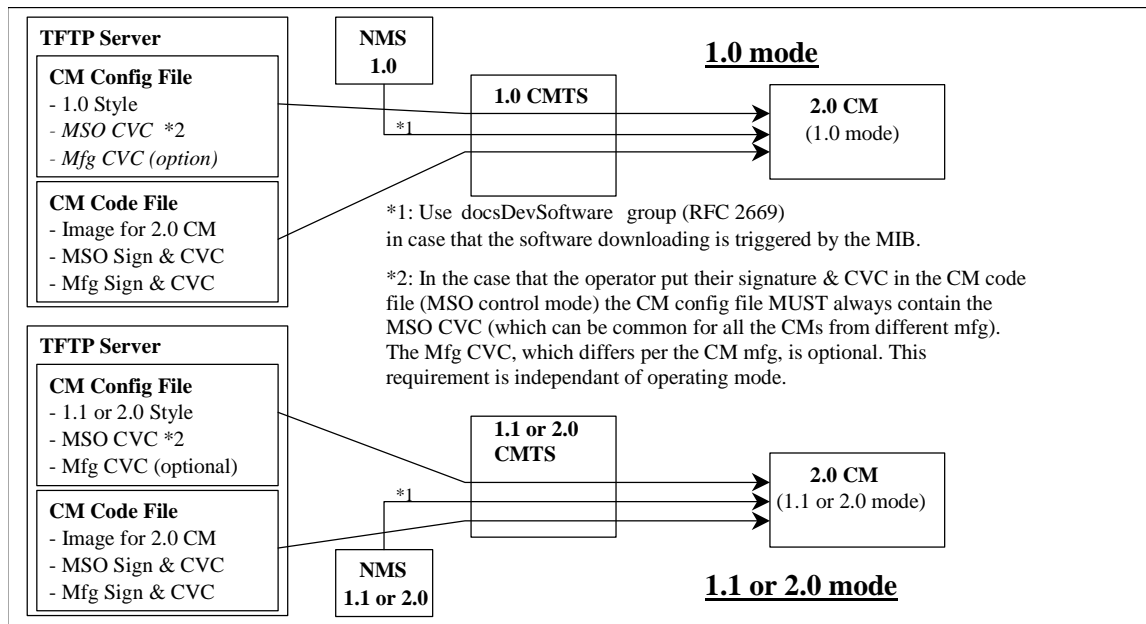 TFTP Server
CM Config File
- 1.0 Style
- MSO CVC *2
- Mfg CVC (option)
CM Code File
- Image for 2.0 CM
- MSO Sign & CVC
- Mfg Sign & CVC
NMS
1.0
*1
1.0 CMTS
1.0 mode
2.0 CM
(1.0 mode)
*1: Use docsDevSoftware group (RFC 2669)
in case that the software downloading is triggered by the MIB.
*2: In the case that the operator put their signature & CVC in the CM code
file (MSO control mode) the CM config file MUST always contain the
MSO CVC (which can be common for all the CMs from different mfg).
The Mfg CVC, which differs per the CM mfg, is optional. This
requirement is independant of operating mode.
TFTP Server
CM Config File
- 1.1 or 2.0 Style
- MSO CVC *2
- Mfg CVC (optional)
CM Code File
- Image for 2.0 CM
- MSO Sign & CVC
- Mfg Sign & CVC
*1
NMS
1.1 or 2.0
1.1 or 2.0
CMTS
2.0 CM
(1.1 or 2.0 mode)
1.1 or 2.0 mode